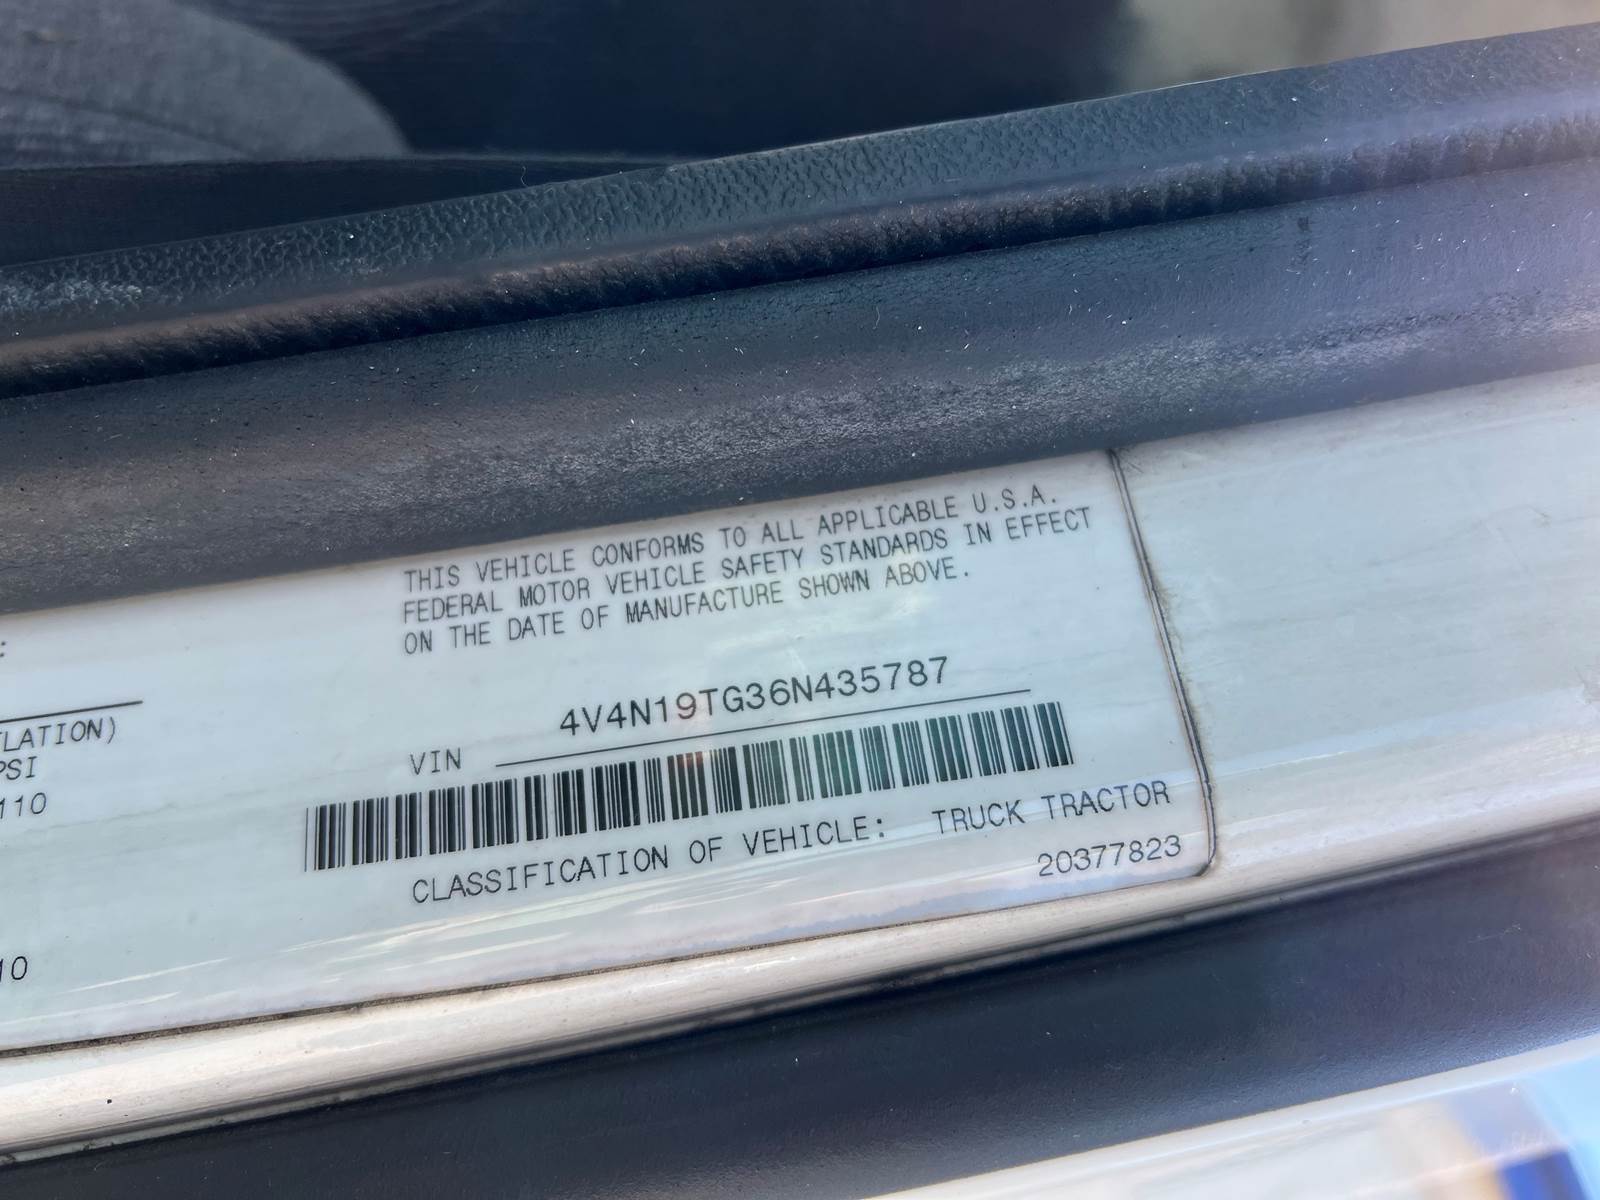 THIS VEHICLE CONFORMS TO ALL APPLICABLE U.S.A.
FEDERAL MOTOR VEHICLE SAFETY STANDARDS IN EFFECT
ON THE DATE OF MANUFACTURE SHOWN ABOVE.
VIN 4V4N19TG36N435787
CLASSIFICATION OF VEHICLE: TRUCK TRACTOR
20377823
:
LATION)
PSI
110
10